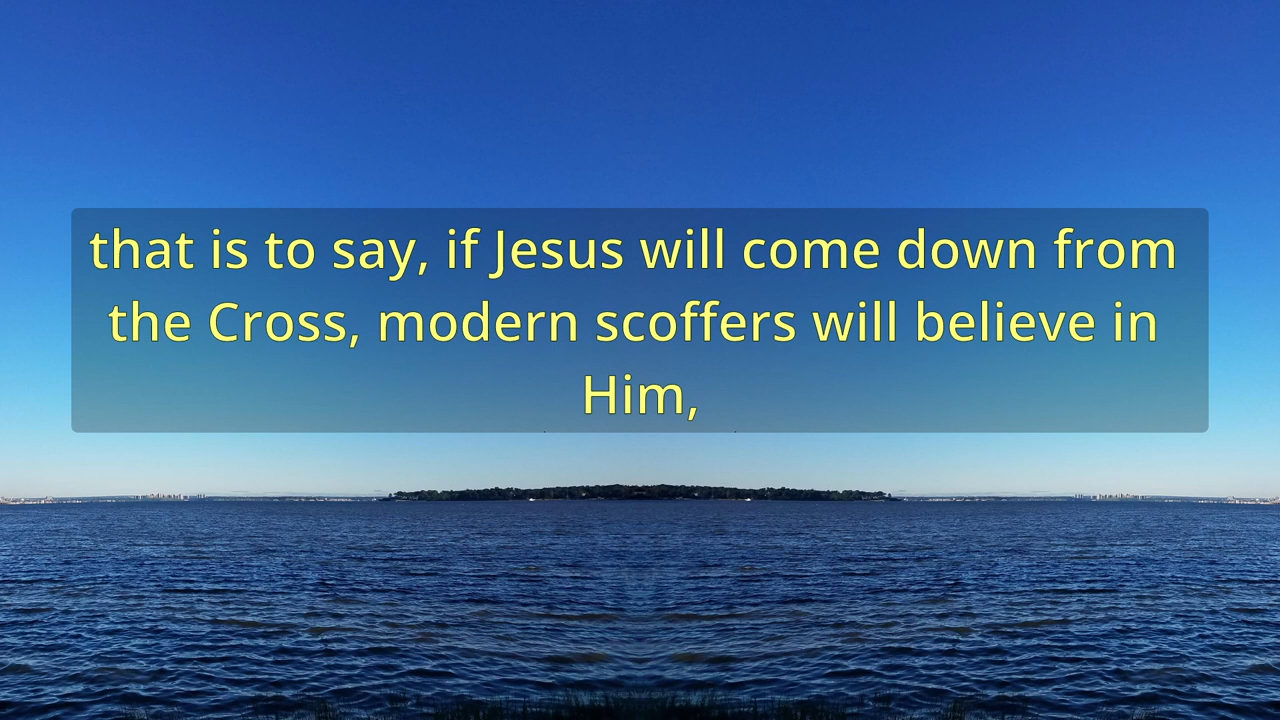 that is to say, if Jesus will come down from
the Cross, modern scoffers will believe in
Him,